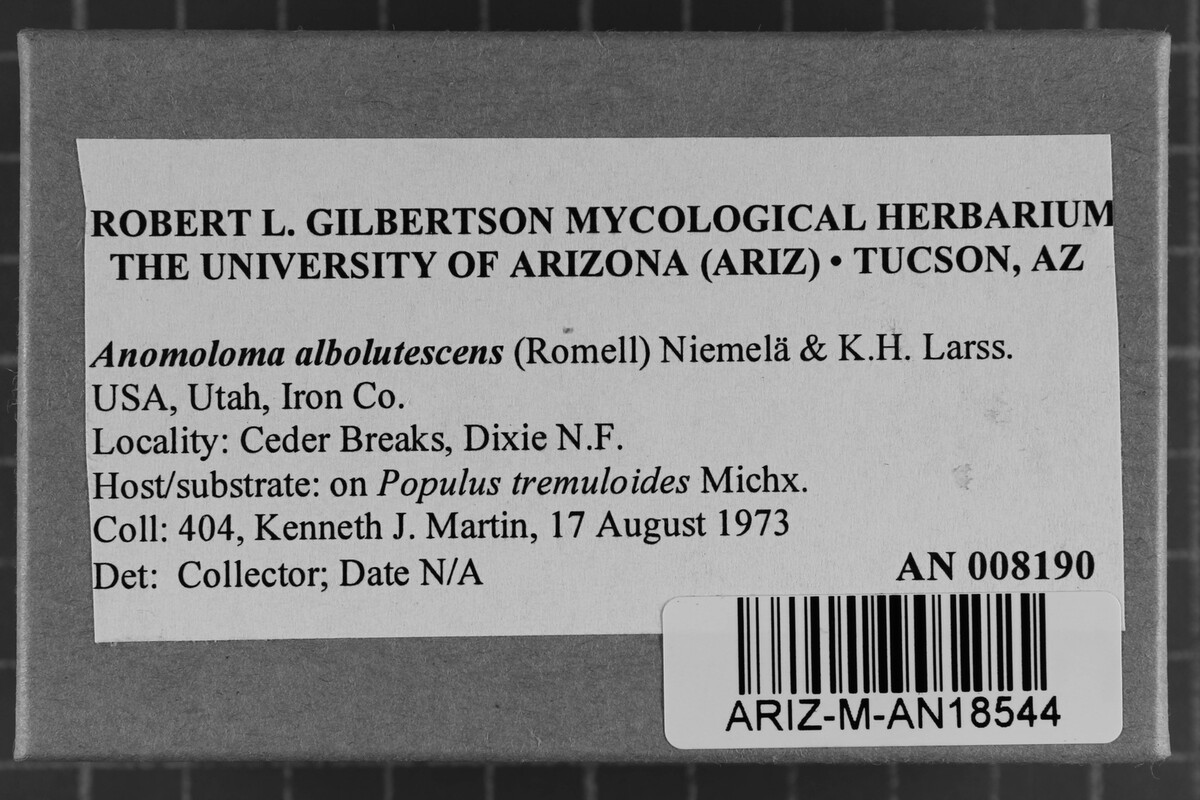 ROBERT L. GILBERTSON MYCOLOGICAL HERBARIUM
THE UNIVERSITY OF ARIZONA (ARIZ) • TUCSON, AZ
Anomoloma albolutescens (Romell) Niemelä & K.H. Larss.
USA, Utah, Iron Co.
Locality: Ceder Breaks, Dixie N.F.
Host/substrate: on Populus tremuloides Michx.
Coll: 404, Kenneth J. Martin, 17 August 1973
Det: Collector; Date N/A
AN 008190
ARIZ-M-AN18544